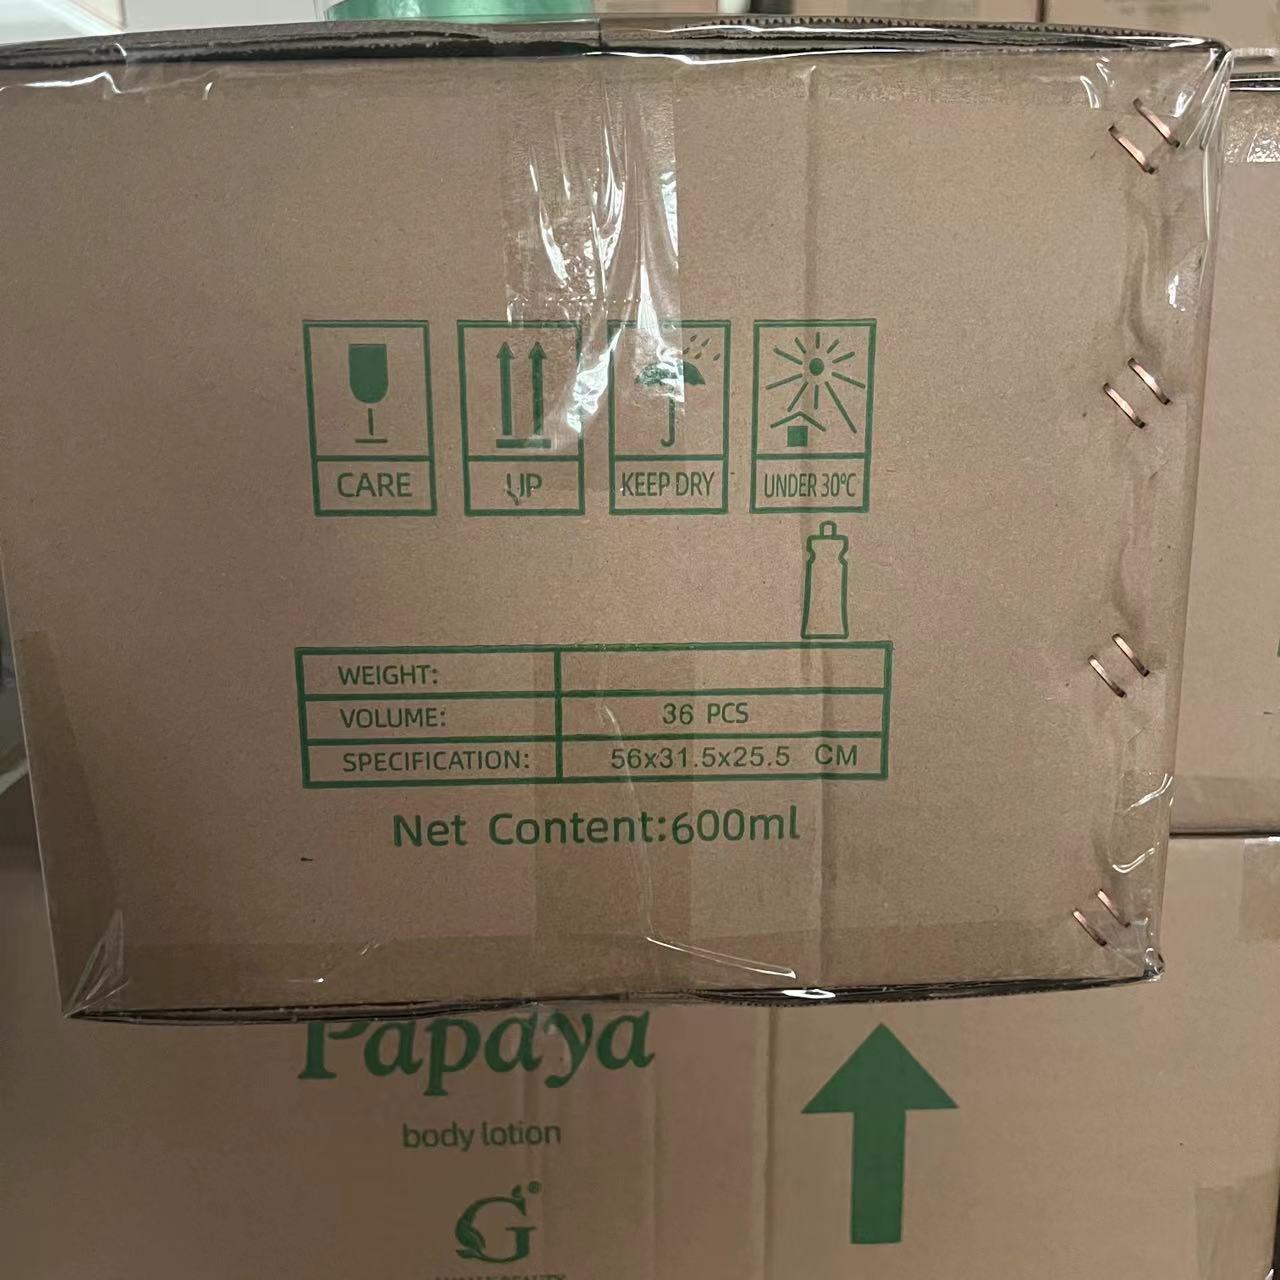 CARE
UP
KEEP DRY
UNDER 30°C
WEIGHT:
VOLUME: 36 PCS
SPECIFICATION: 56x31.5x25.5 CM
Net Content:600ml
Papaya
body lotion
G®